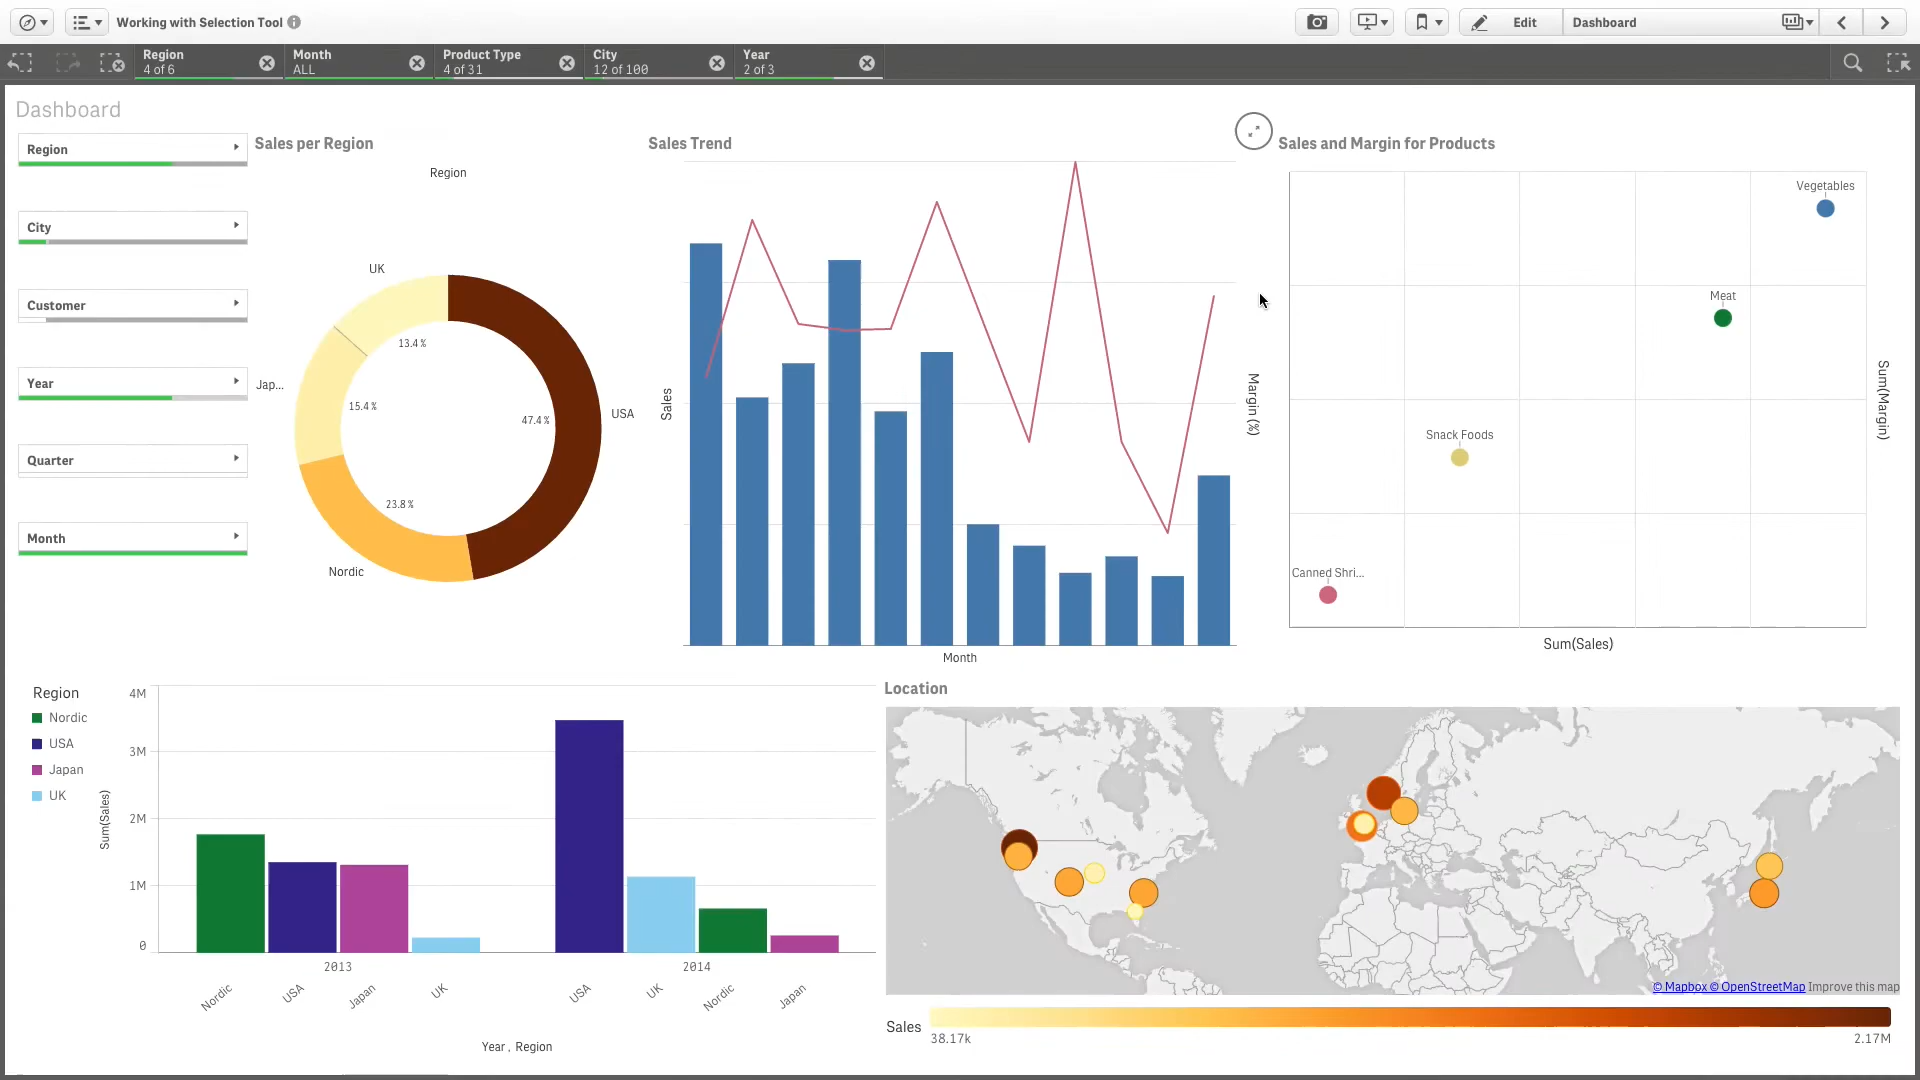 Working with Selection Tool
Edit
Dashboard
Region
4 of 6
Month
ALL
Product Type
4 of 31
City
12 of 100
Year
2 of 3
Dashboard
Region
City
Customer
Year
Quarter
Month
Sales per Region
Region
UK
13.4 %
Jap...
15.4 %
47.4 %
USA
23.8 %
Nordic
Sales Trend
Sales
Margin (%)
Month
Sales and Margin for Products
Vegetables
Meat
Snack Foods
Canned Shri...
Sum(Margin)
Sum(Sales)
Region
Nordic
USA
Japan
UK
Sum(Sales)
4M
3M
2M
1M
0
2013
2014
Nordic
USA
Japan
UK
USA
UK
Nordic
Japan
Year , Region
Location
© Mapbox © OpenStreetMap Improve this map
Sales
38.17k
2.17M